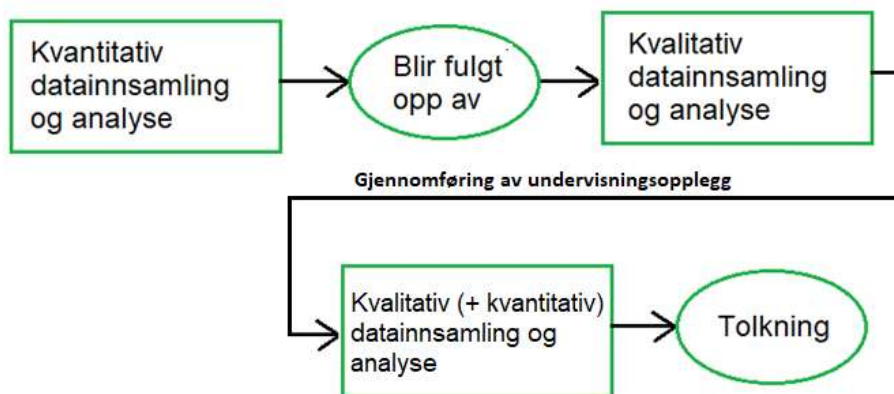 Kvantitativ
datainnsamling
og analyse
Blir fulgt
opp av
Kvalitativ
datainnsamling
og analyse
Gjennomføring av undervisningsopplegg
Kvalitativ (+ kvantitativ)
datainnsamling og
analyse
Tolkning